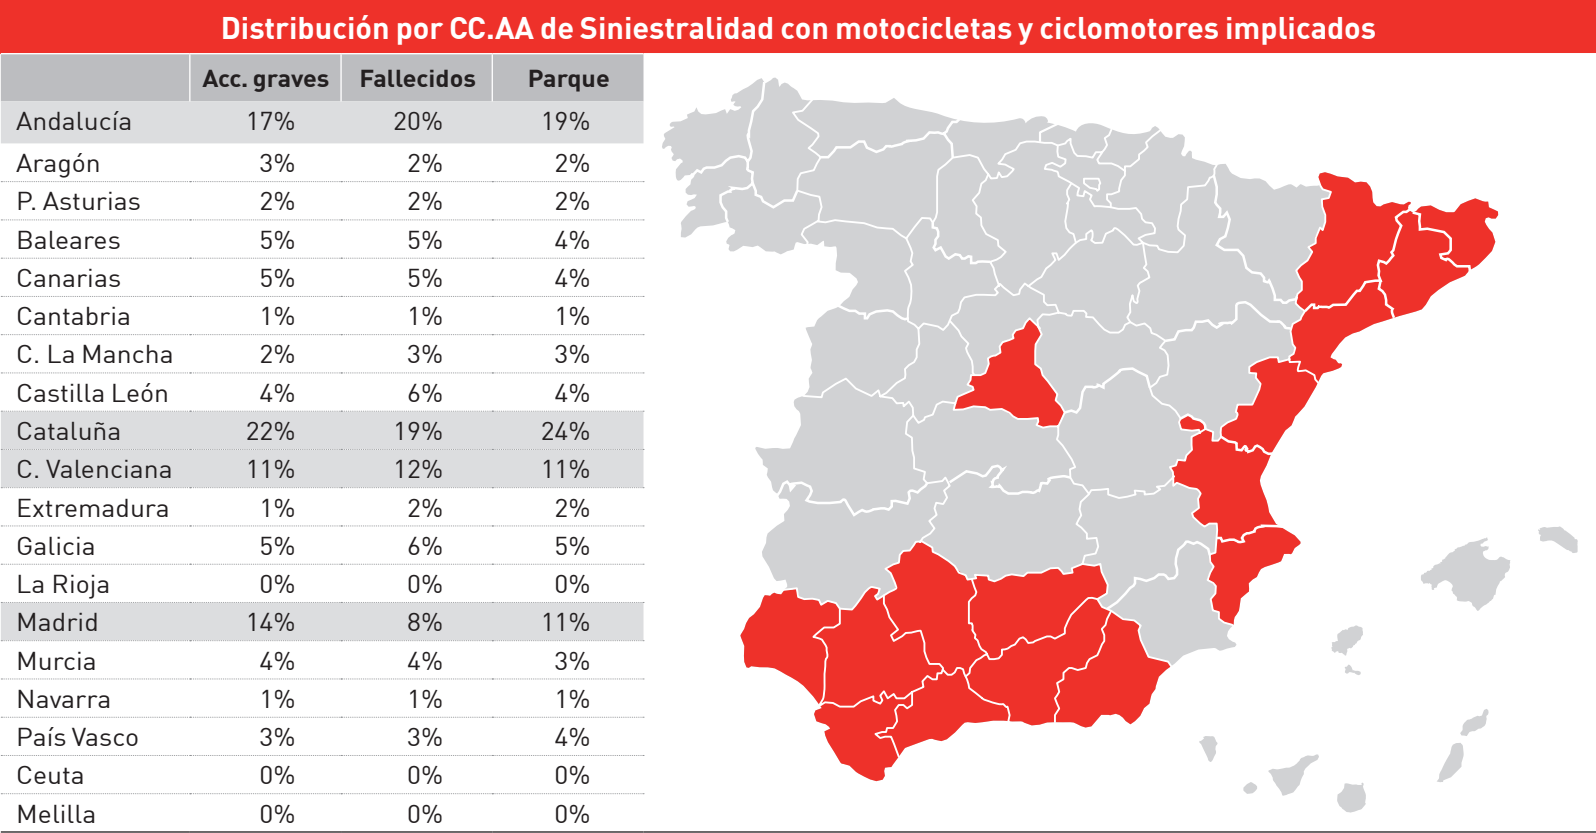 Distribución por CC.AA de Siniestralidad con motocicletas y ciclomotores implicados
Acc. graves Fallecidos Parque
Andalucía 17% 20% 19%
Aragón 3% 2% 2%
P. Asturias 2% 2% 2%
Baleares 5% 5% 4%
Canarias 5% 5% 4%
Cantabria 1% 1% 1%
C. La Mancha 2% 3% 3%
Castilla León 4% 6% 4%
Cataluña 22% 19% 24%
C. Valenciana 11% 12% 11%
Extremadura 1% 2% 2%
Galicia 5% 6% 5%
La Rioja 0% 0% 0%
Madrid 14% 8% 11%
Murcia 4% 4% 3%
Navarra 1% 1% 1%
País Vasco 3% 3% 4%
Ceuta 0% 0% 0%
Melilla 0% 0% 0%